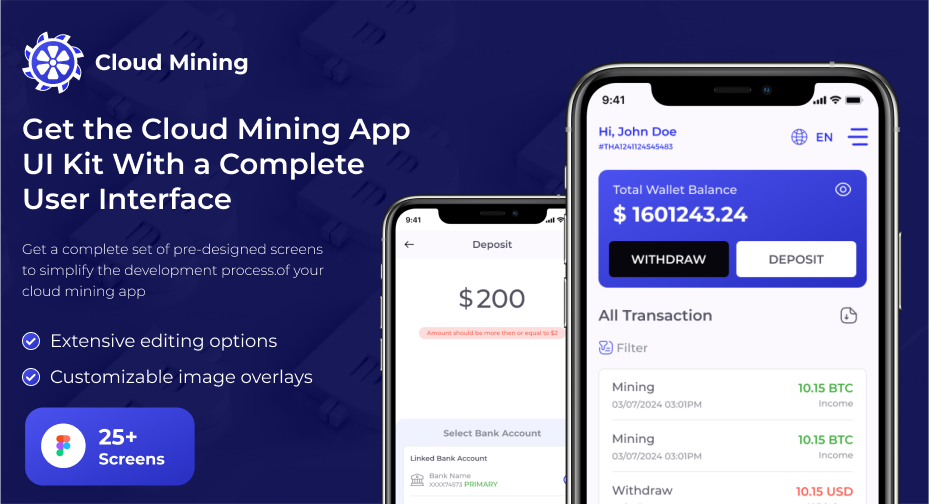 Cloud Mining
Get the Cloud Mining App
UI Kit With a Complete
User Interface
Get a complete set of pre-designed screens
to simplify the development process.of your
cloud mining app
Extensive editing options
Customizable image overlays
25+
Screens
9:41
Deposit
$ 200
Amount should be more then or equal to $2
Select Bank Account
Linked Bank Account
Bank Name
XXXX74573 PRIMARY
9:41
Hi, John Doe
#THA1241124545483
EN
Total Wallet Balance
$ 1601243.24
WITHDRAW
DEPOSIT
All Transaction
Filter
Mining
10.15 BTC
03/07/2024 03:01PM
Income
Mining
10.15 BTC
03/07/2024 03:01PM
Income
Withdraw
10.15 USD